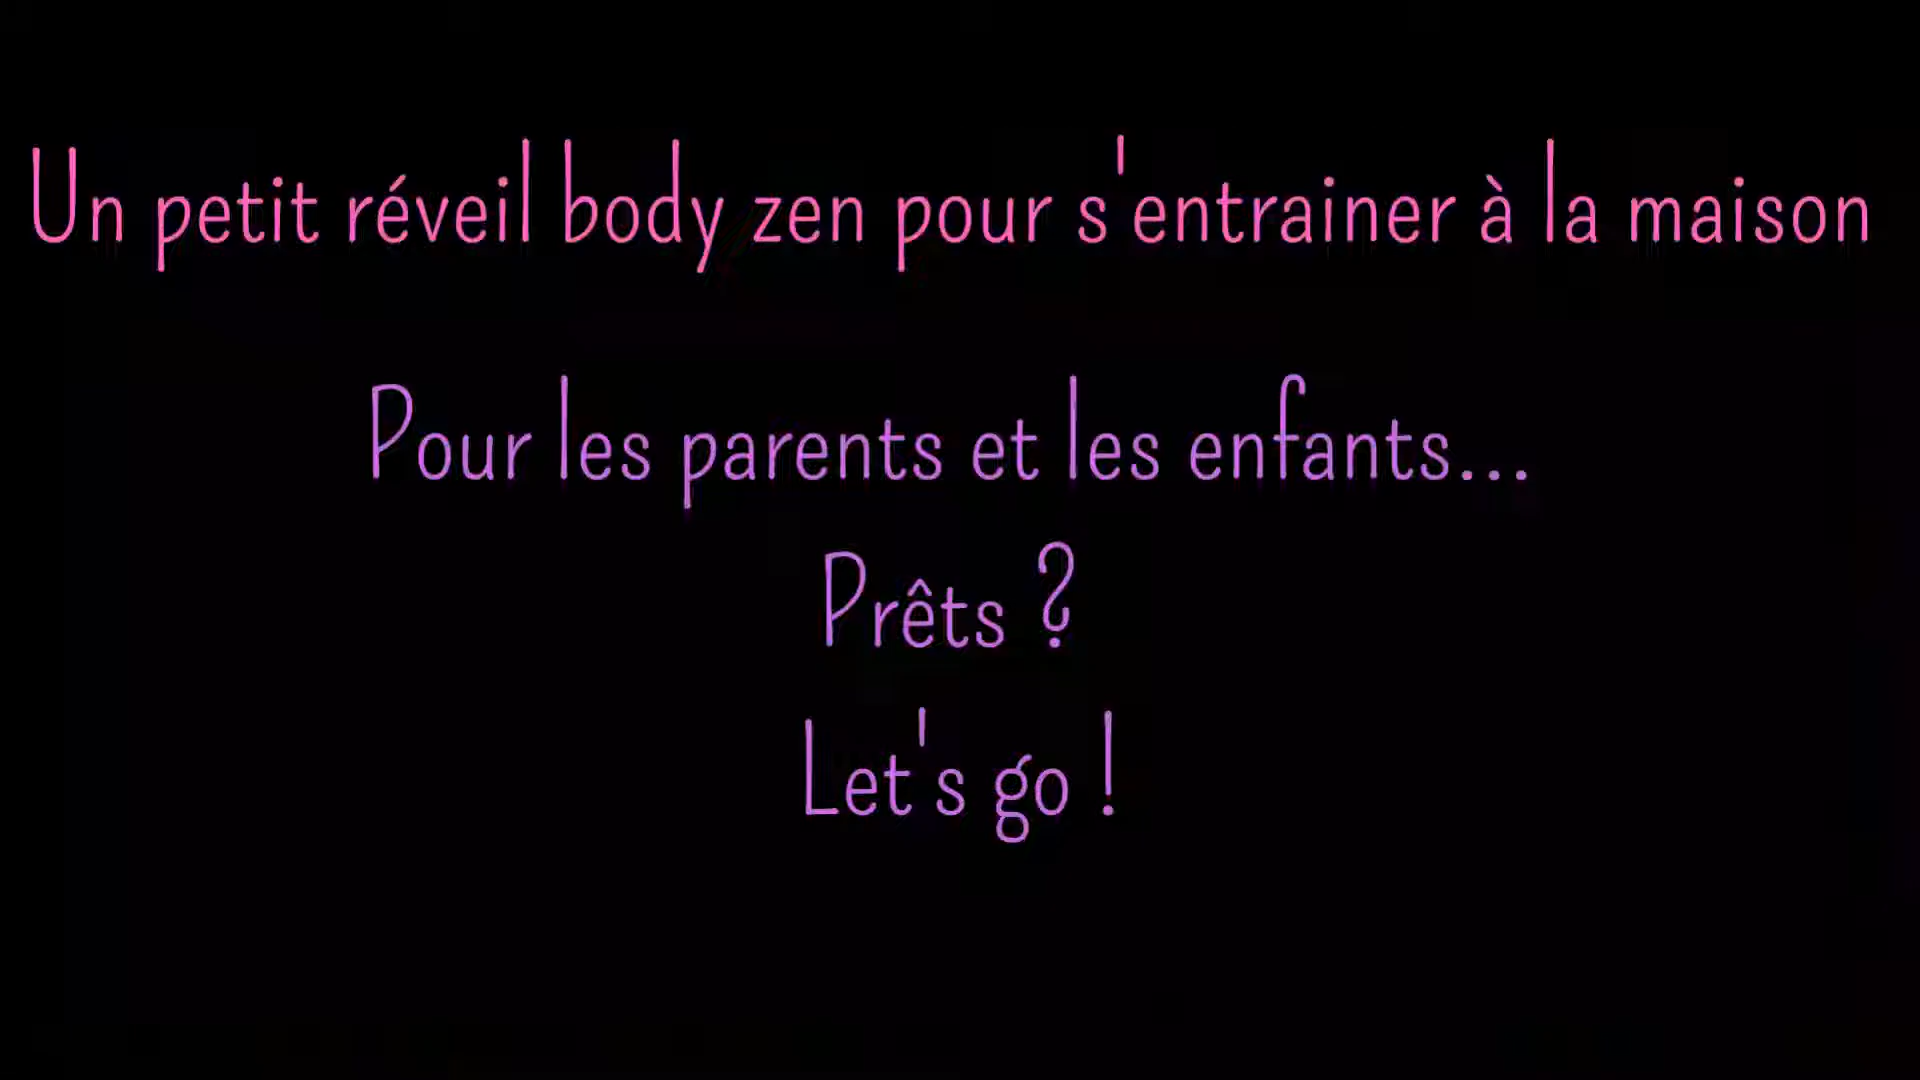 Un petit réveil body zen pour s'entrainer à la maison
Pour les parents et les enfants...
Prêts ?
Let's go !